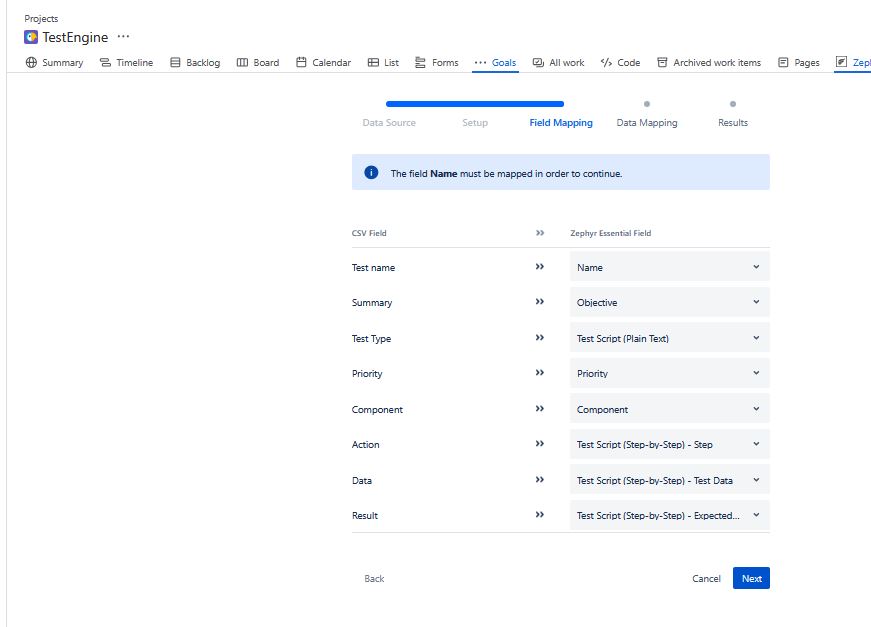 Projects
TestEngine ···
Summary Timeline Backlog Board Calendar List Forms ··· Goals All work Code Archived work items Pages Zep
Data Source Setup Field Mapping Data Mapping Results
The field Name must be mapped in order to continue.
CSV Field >> Zephyr Essential Field
Test name >> Name
Summary >> Objective
Test Type >> Test Script (Plain Text)
Priority >> Priority
Component >> Component
Action >> Test Script (Step-by-Step) - Step
Data >> Test Script (Step-by-Step) - Test Data
Result >> Test Script (Step-by-Step) - Expected...
Back Cancel Next